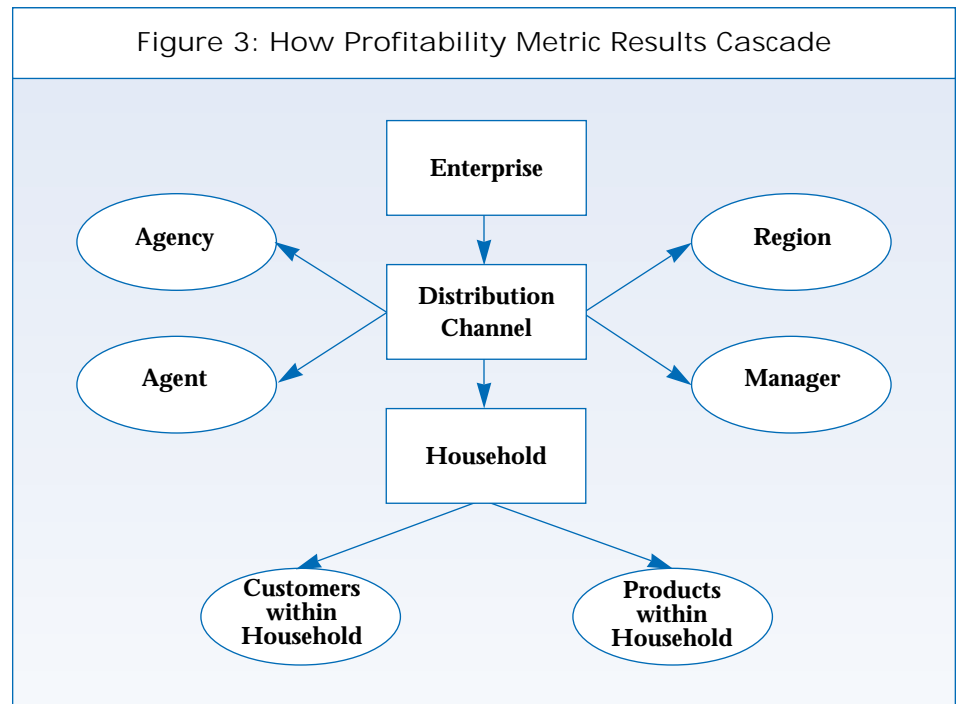 Figure 3: How Profitability Metric Results Cascade
Enterprise
Agency
Region
Distribution
Channel
Agent
Manager
Household
Customers
within
Household
Products
within
Household